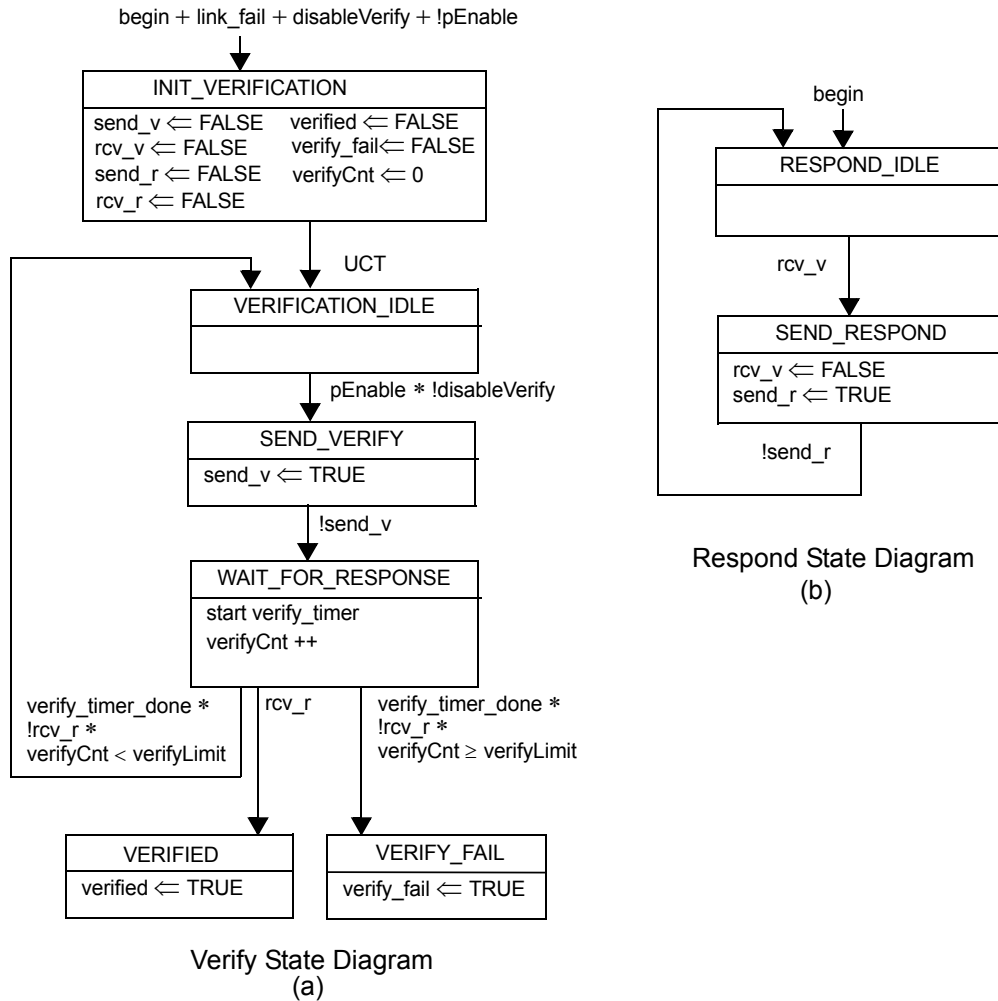 begin + link_fail + disableVerify + !pEnable
INIT_VERIFICATION
send_v ⇐ FALSE verified ⇐ FALSE
rcv_v ⇐ FALSE verify_fail⇐ FALSE
send_r ⇐ FALSE verifyCnt ⇐ 0
rcv_r ⇐ FALSE
UCT
VERIFICATION_IDLE
pEnable * !disableVerify
SEND_VERIFY
send_v ⇐ TRUE
!send_v
WAIT_FOR_RESPONSE
start verify_timer
verifyCnt ++
verify_timer_done *
!rcv_r *
verifyCnt < verifyLimit
rcv_r
verify_timer_done *
!rcv_r *
verifyCnt ≥ verifyLimit
VERIFIED
verified ⇐ TRUE
VERIFY_FAIL
verify_fail ⇐ TRUE
Verify State Diagram
(a)
begin
RESPOND_IDLE
rcv_v
SEND_RESPOND
rcv_v ⇐ FALSE
send_r ⇐ TRUE
!send_r
Respond State Diagram
(b)